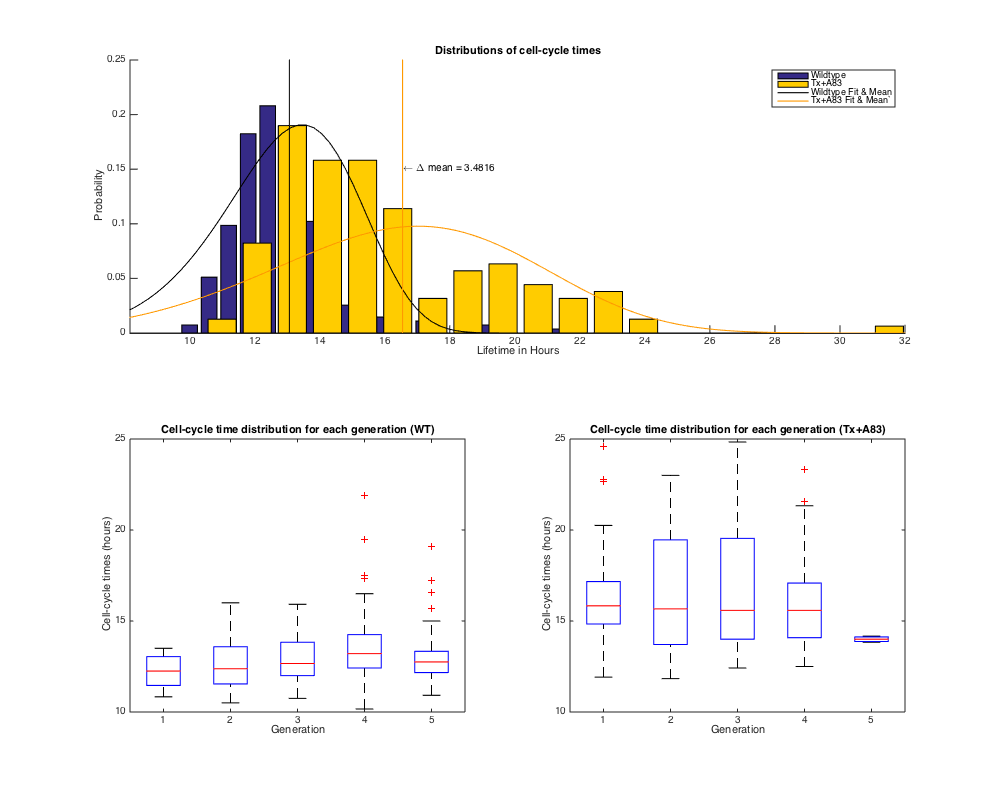 Distributions of cell-cycle times
0.25
0.2
0.15
0.1
0.05
0
Probability
Wildtype
Tx+A83
Wildtype Fit & Mean
Tx+A83 Fit & Mean'
← Δ mean = 3.4816
10 12 14 16 18 20 22 24 26 28 30 32
Lifetime in Hours
Cell-cycle time distribution for each generation (WT)
25
20
15
10
Cell-cycle times (hours)
1 2 3 4 5
Generation
Cell-cycle time distribution for each generation (Tx+A83)
25
20
15
10
Cell-cycle times (hours)
1 2 3 4 5
Generation